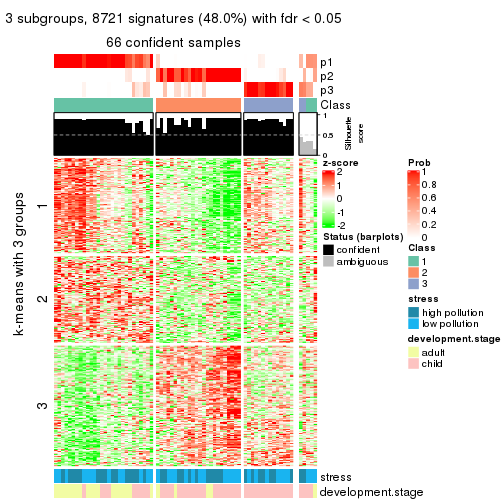 3 subgroups, 8721 signatures (48.0%) with fdr < 0.05
66 confident samples
p1
p2
p3
Class
1
0.5
0
Silhouette
score
k-means with 3 groups
1
2
3
stress
development.stage
z-score
2
1
0
-1
-2
Status (barplots)
confident
ambiguous
Prob
1
0.8
0.6
0.4
0.2
0
Class
1
2
3
stress
high pollution
low pollution
development.stage
adult
child